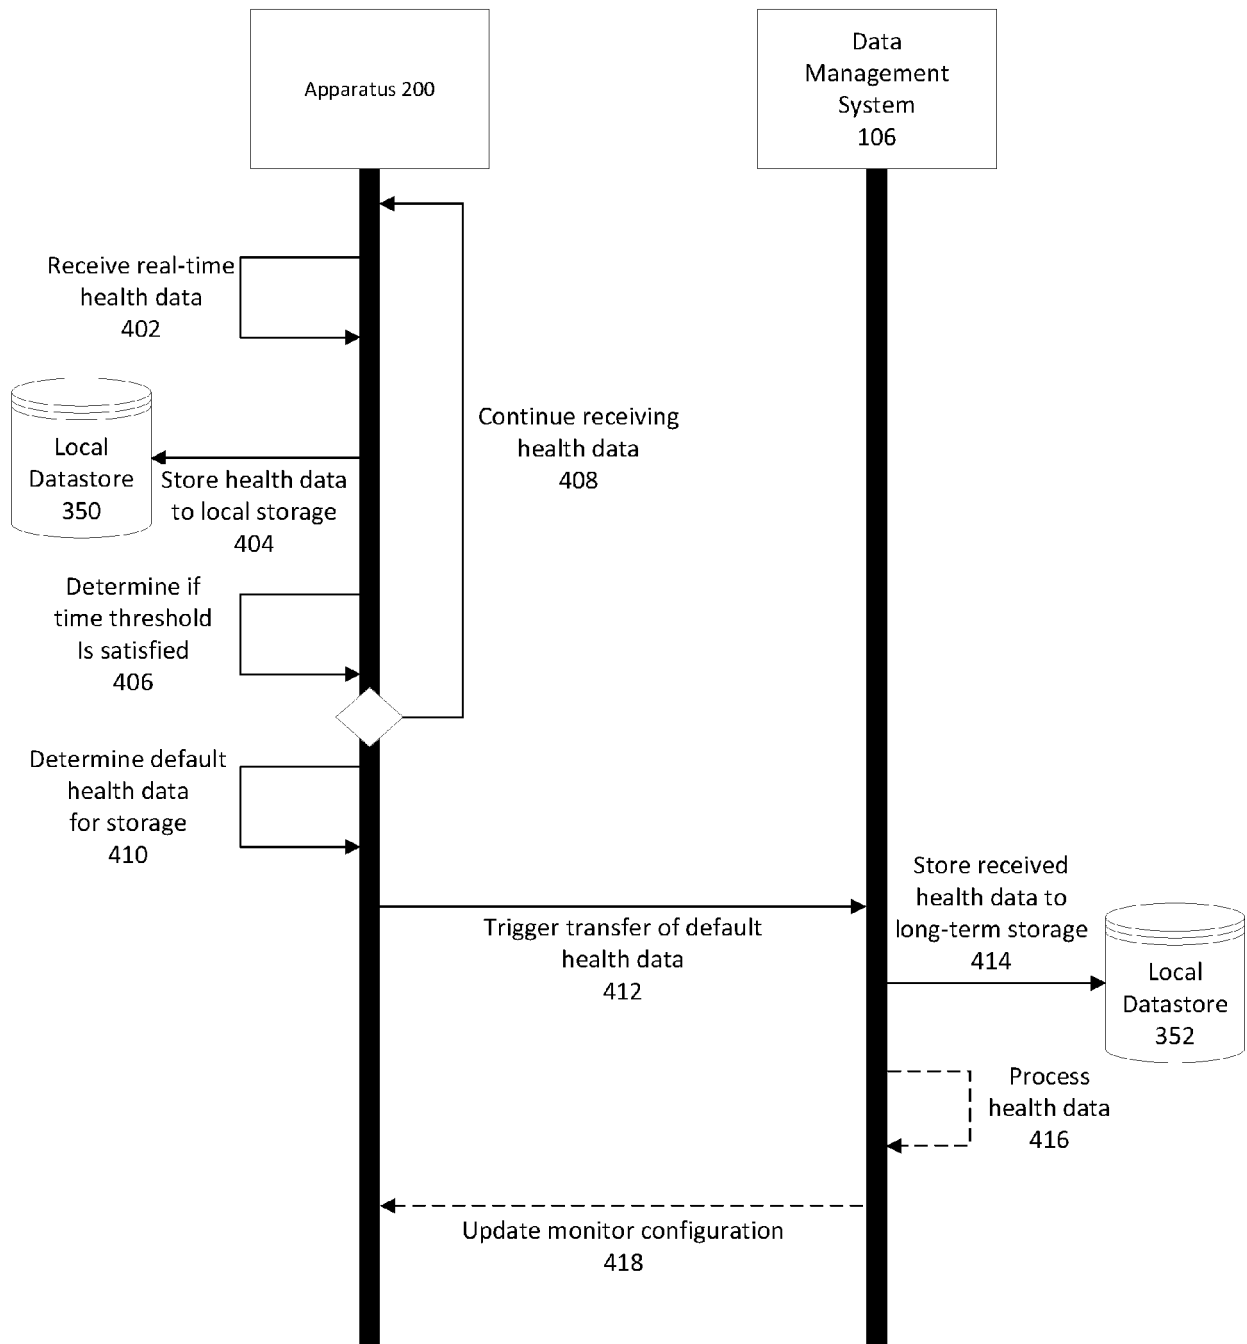 Apparatus 200
Data
Management
System
106
Receive real-time
health data
402
Local
Datastore
350
Store health data
to local storage
404
Continue receiving
health data
408
Determine if
time threshold
Is satisfied
406
Determine default
health data
for storage
410
Trigger transfer of default
health data
412
Store received
health data to
long-term storage
414
Local
Datastore
352
Process
health data
416
Update monitor configuration
418